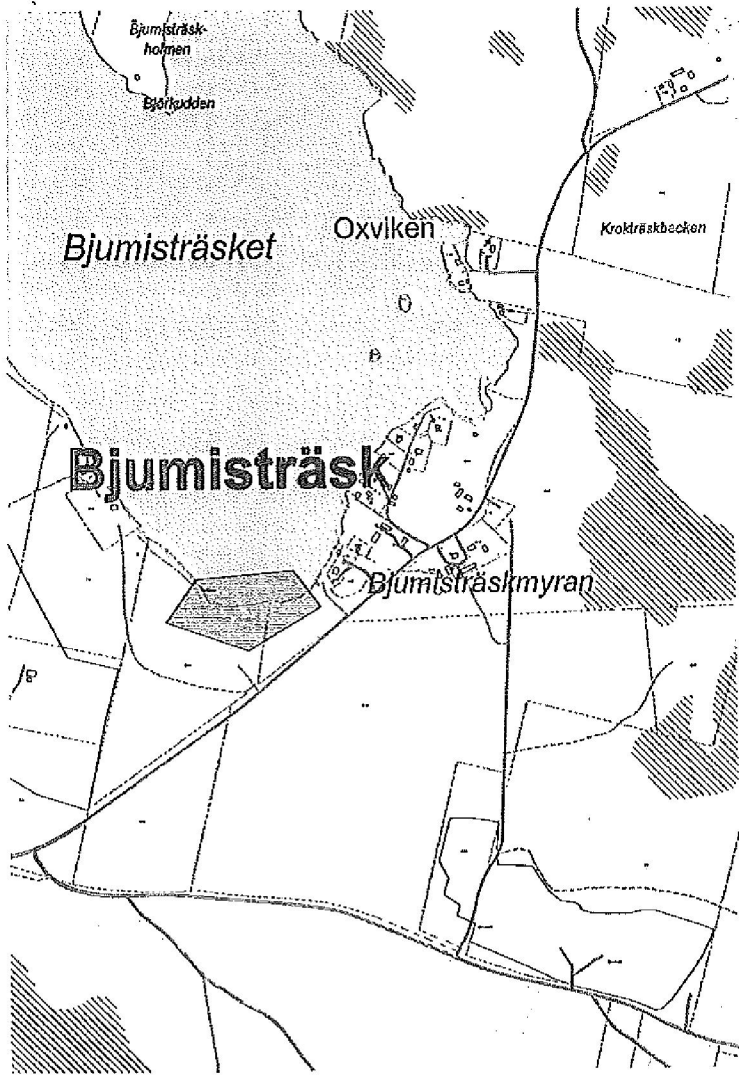 Bjumisträsk-
holmen
Björkudden
Bjumisträsket
Oxviken
Krokträskbacken
Bjumisträsk
Bjumisträskmyran